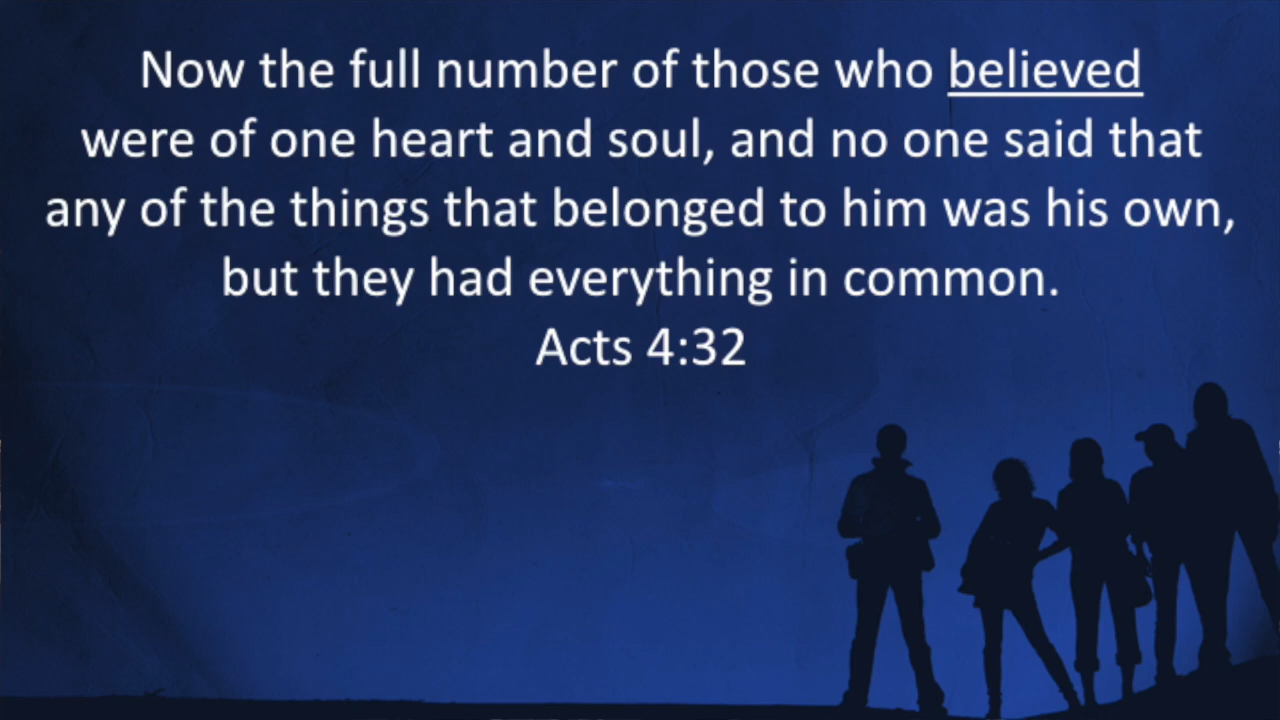 Now the full number of those who believed
were of one heart and soul, and no one said that
any of the things that belonged to him was his own,
but they had everything in common.
Acts 4:32